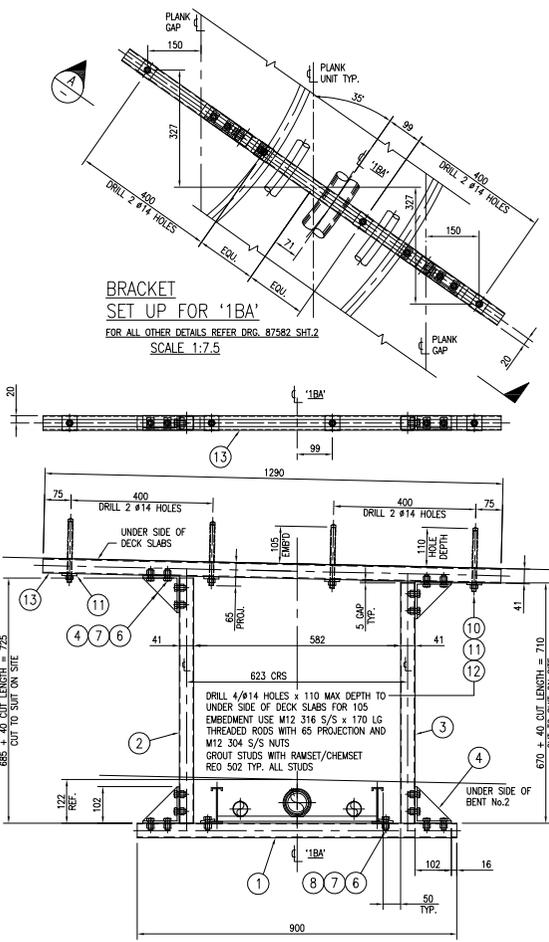 PLANK
GAP
150
A
327
PLANK
UNIT TYP.
35°
99
'1BA'
400
DRILL 2 ø14 HOLES
400
DRILL 2 ø14 HOLES
327
150
71
EQU.
EQU.
20
PLANK
GAP
BRACKET
SET UP FOR '1BA'
FOR ALL OTHER DETAILS REFER DRG. 87582 SHT.2
SCALE 1:7.5
20
'1BA'
13
99
1290
75
400
DRILL 2 ø14 HOLES
400
DRILL 2 ø14 HOLES
75
UNDER SIDE OF
DECK SLABS
105
EMB'D
110
HOLE
DEPTH
13
11
4 7 6
65
PROJ.
5 GAP
TYP.
41
10
11
12
41
582
41
623 CRS
685 + 40 CUT LENGTH = 725
CUT TO SUIT ON SITE
670 + 40 CUT LENGTH = 710
DRILL 4/ø14 HOLES x 110 MAX DEPTH TO
UNDER SIDE OF DECK SLABS FOR 105
EMBEDMENT USE M12 316 S/S x 170 LG
THREADED RODS WITH 65 PROJECTION AND
M12 304 S/S NUTS
GROUT STUDS WITH RAMSET/CHEMSET
REO 502 TYP. ALL STUDS
2
3
4
122
REF.
102
UNDER SIDE OF
BENT No.2
1
'1BA'
8 7 6
102
16
50
TYP.
900